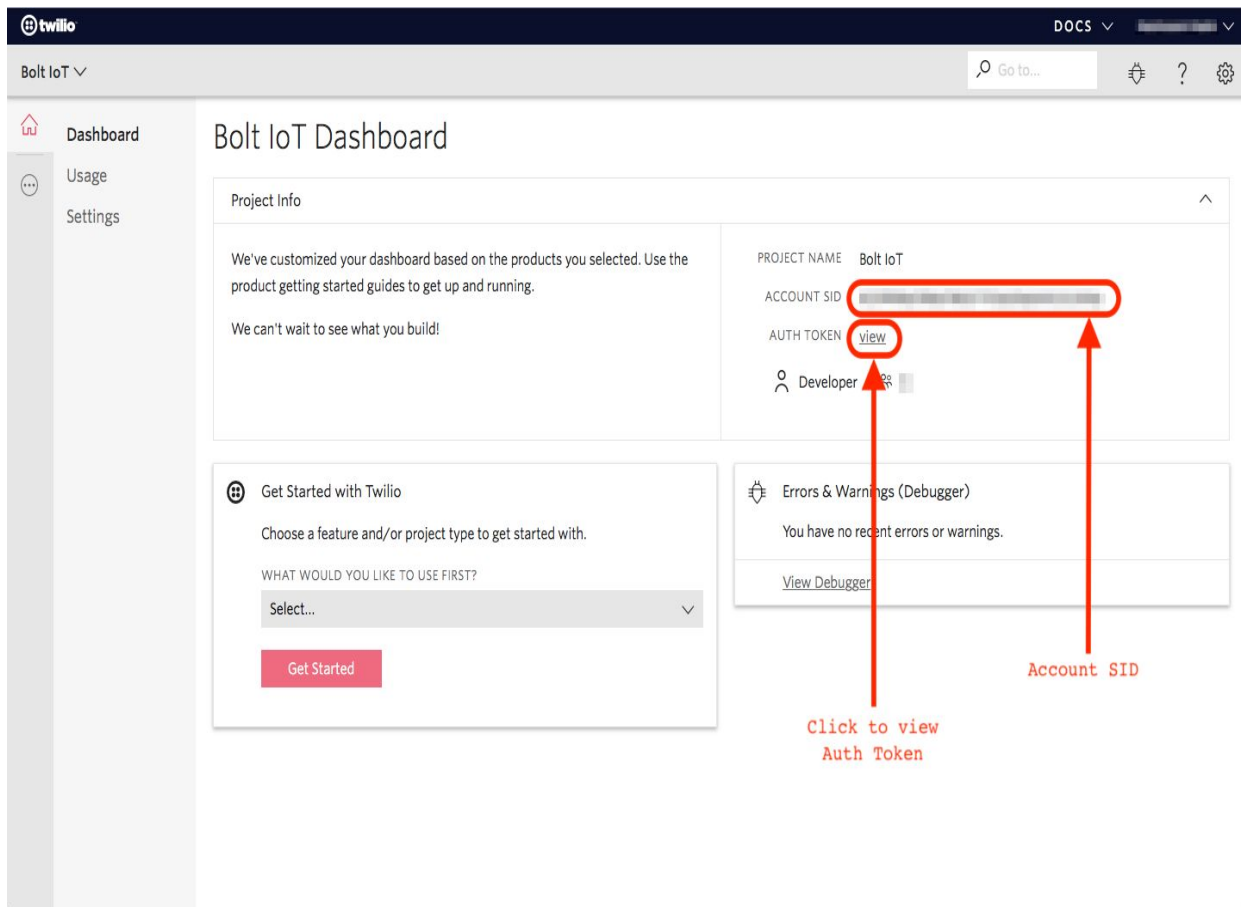 twilio
DOCS
Bolt IoT
Go to...
?
Dashboard
Usage
Settings
Bolt IoT Dashboard
Project Info
We've customized your dashboard based on the products you selected. Use the
product getting started guides to get up and running.
We can't wait to see what you build!
PROJECT NAME Bolt IoT
ACCOUNT SID
AUTH TOKEN view
Developer
Get Started with Twilio
Choose a feature and/or project type to get started with.
WHAT WOULD YOU LIKE TO USE FIRST?
Select...
Get Started
Errors & Warnings (Debugger)
You have no recent errors or warnings.
View Debugger
Account SID
Click to view
Auth Token